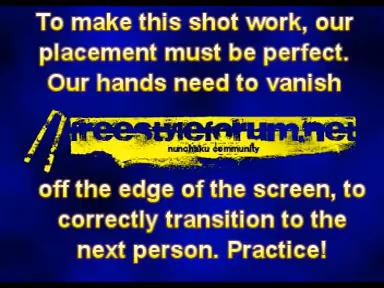 To make this shot work, our
placement must be perfect.
Our hands need to vanish
freestyleforum.net
nunchaku community
off the edge of the screen, to
correctly transition to the
next person. Practice!